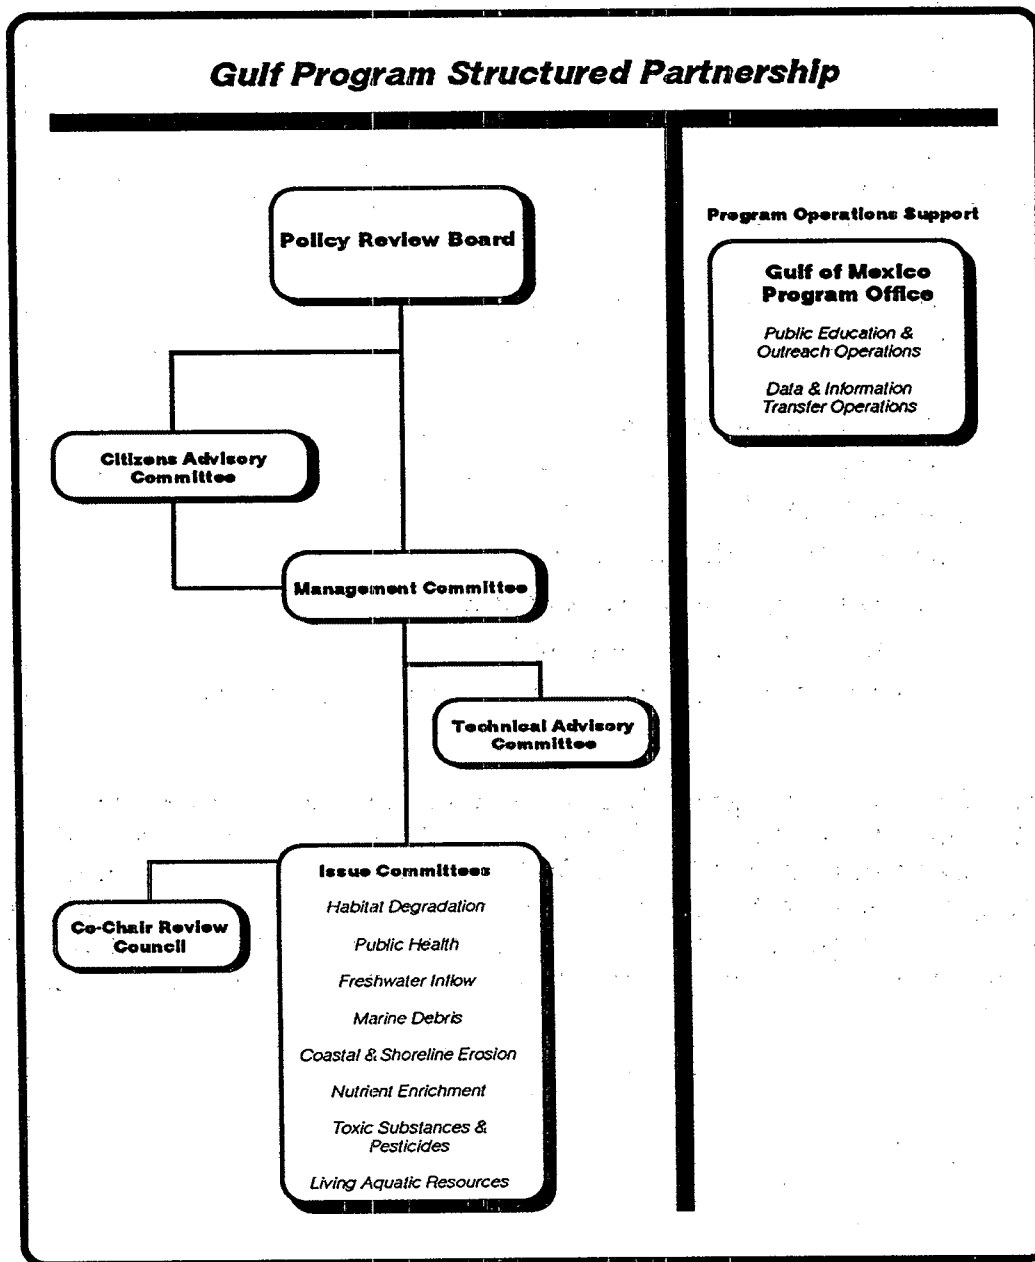 Gulf Program Structured Partnership
Policy Review Board
Citizens Advisory
Committee
Management Committee
Technical Advisory
Committee
Co-Chair Review
Council
Issue Committees
Habitat Degradation
Public Health
Freshwater Inflow
Marine Debris
Coastal & Shoreline Erosion
Nutrient Enrichment
Toxic Substances &
Pesticides
Living Aquatic Resources
Program Operations Support
Gulf of Mexico
Program Office
Public Education &
Outreach Operations
Data & Information
Transfer Operations